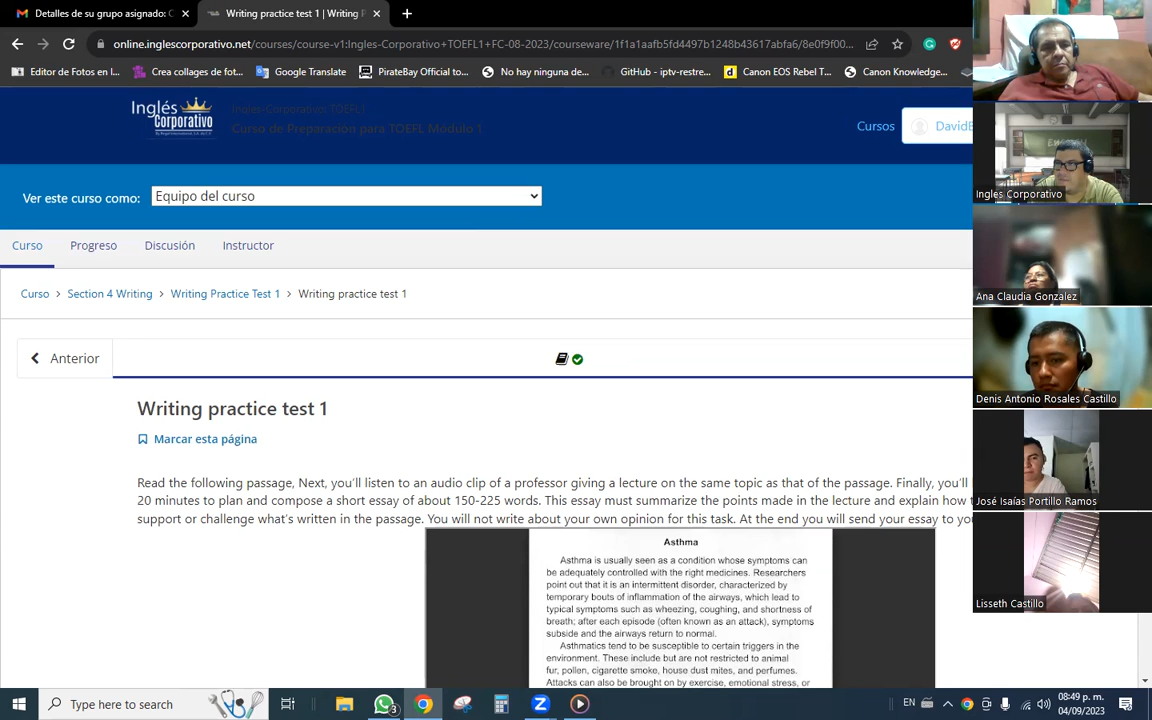 Detalles de su grupo asignado: C
Writing practice test 1 | Writing P
online.inglescorporativo.net/courses/course-v1:Ingles-Corporativo+TOEFL1+FC-08-2023/courseware/1f1a1aafb5fd4497b1248b43617abfa6/8e0f9f00...
Editor de Fotos en l...
Crea collages de fot...
Google Translate
PirateBay Official to...
No hay ninguna de...
GitHub - iptv-restre...
Canon EOS Rebel T...
Canon Knowledge...
Inglés
Corporativo
Ingles-Corporativo: TOEFL1
Curso de Preparación para TOEFL Módulo 1
Cursos
DavidE
Ver este curso como:
Equipo del curso
Curso
Progreso
Discusión
Instructor
Curso > Section 4 Writing > Writing Practice Test 1 > Writing practice test 1
Anterior
Writing practice test 1
Marcar esta página
Read the following passage, Next, you'll listen to an audio clip of a professor giving a lecture on the same topic as that of the passage. Finally, you'll
20 minutes to plan and compose a short essay of about 150-225 words. This essay must summarize the points made in the lecture and explain how
support or challenge what's written in the passage. You will not write about your own opinion for this task. At the end you will send your essay to
Asthma
Asthma is usually seen as a condition whose symptoms can
be adequately controlled with the right medicines. Researchers
point out that it is an intermittent disorder, characterized by
temporary bouts of inflammation of the airways, which lead to
typical symptoms such as wheezing, coughing, and shortness of
breath; after each episode (often known as an attack), symptoms
subside and the airways return to normal.
Asthmatics tend to be susceptible to certain triggers in the
environment. These include but are not restricted to animal
fur, pollen, cigarette smoke, house dust mites, and perfumes.
Attacks can also be brought on by exercise, emotional stress, or
Ingles Corporativo
Ana Claudia Gonzalez
Denis Antonio Rosales Castillo
José Isaías Portillo Ramos
Lisseth Castillo
Type here to search
3
EN
08:49 p. m.
04/09/2023